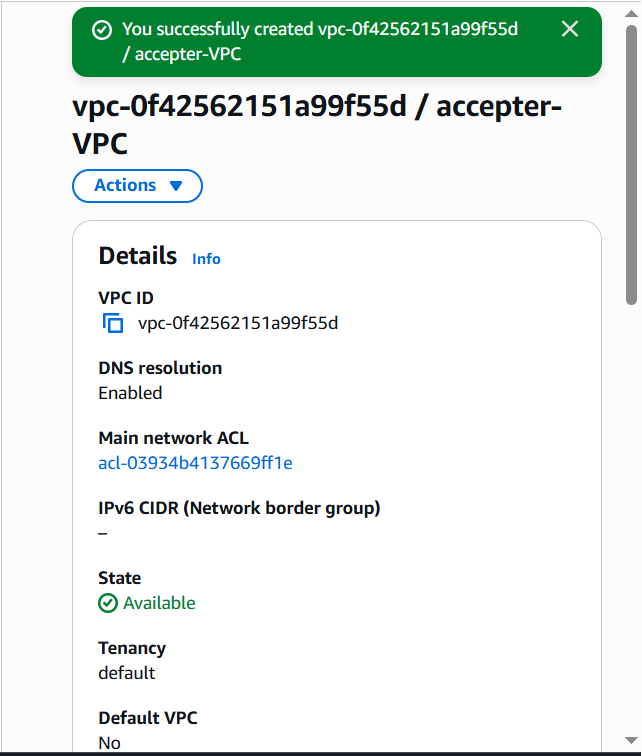 You successfully created vpc-0f42562151a99f55d
/ accepter-VPC
vpc-0f42562151a99f55d / accepter-
VPC
Actions
Details Info
VPC ID
vpc-0f42562151a99f55d
DNS resolution
Enabled
Main network ACL
acl-03934b4137669ff1e
IPv6 CIDR (Network border group)
–
State
Available
Tenancy
default
Default VPC
No